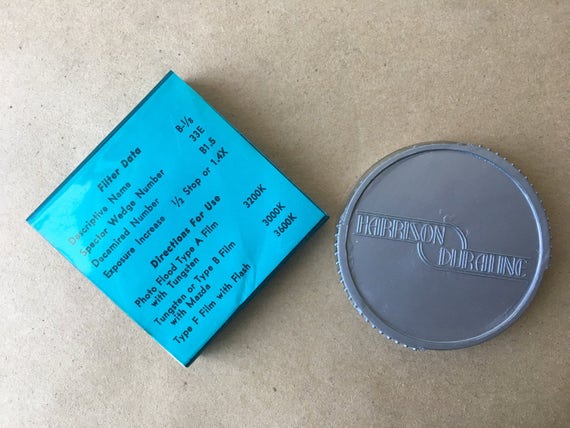 Filter Data
Descriptive Name B-1/8
Spector Wedge Number 33E
Decamired Number B1.5
Exposure Increase 1/2 Stop or 1.4X
Directions For Use
Photo Flood Type A Film
with Tungsten 3200K
Tungsten or Type B Film
with Mazda 3000K
Type F Film with Flash 3600K
HARRISON
DURALINE